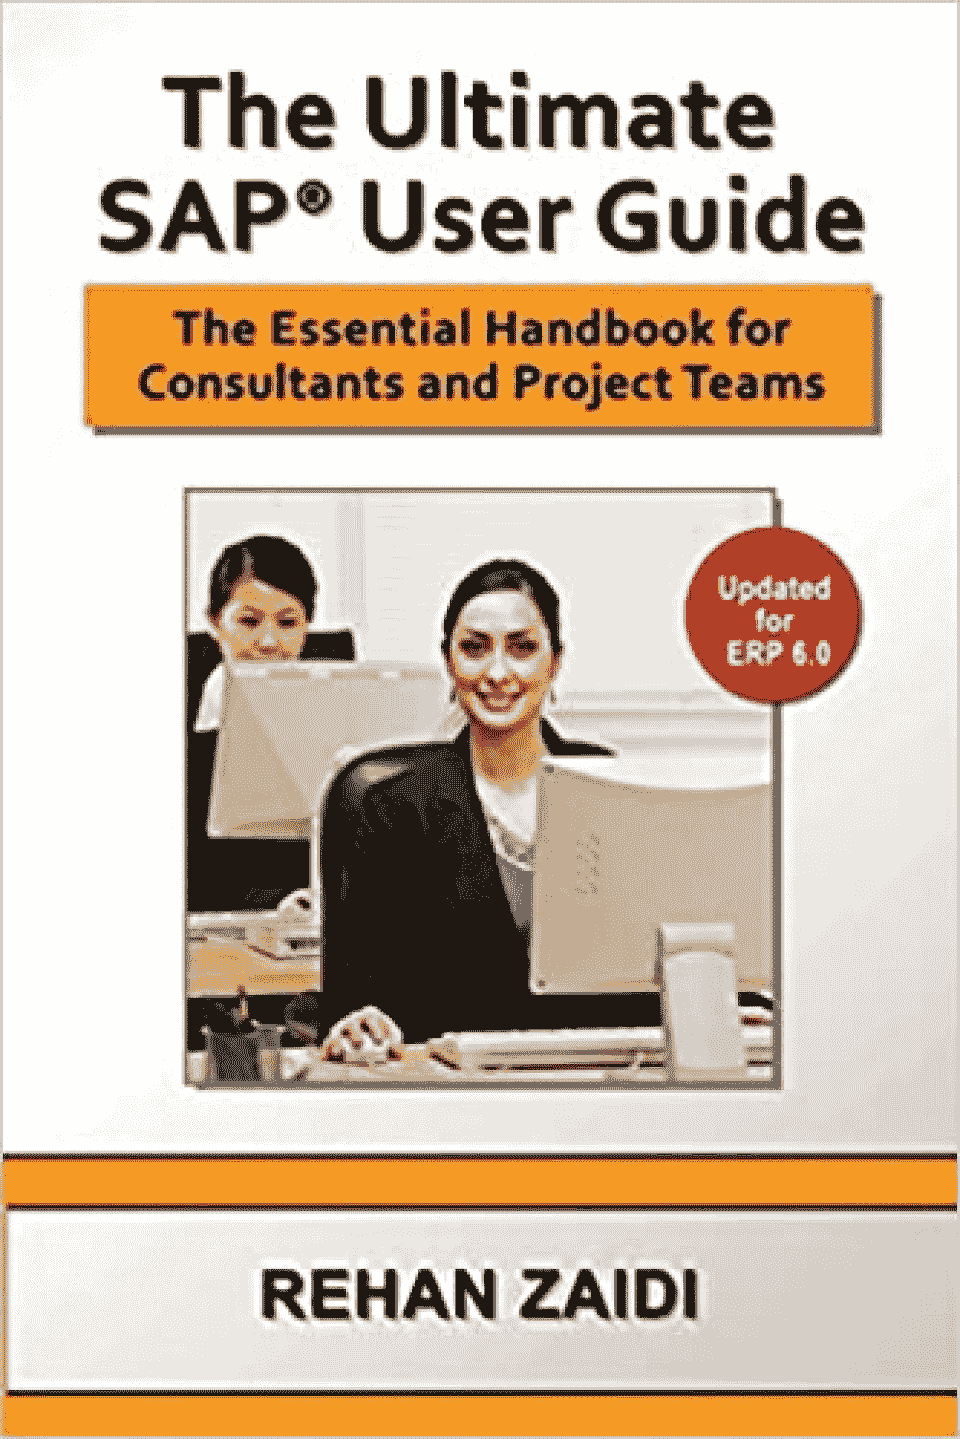 The Ultimate
SAP® User Guide
The Essential Handbook for
Consultants and Project Teams
Updated
for
ERP 6.0
REHAN ZAIDI